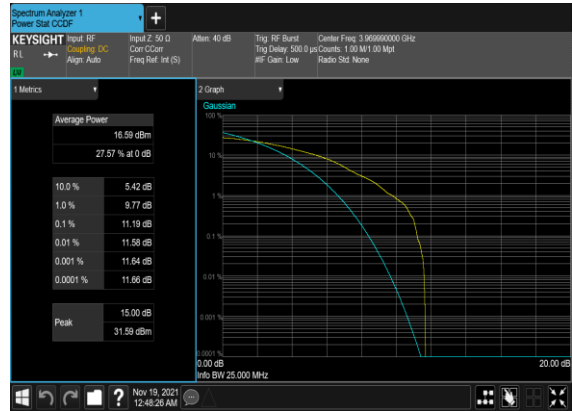 Spectrum Analyzer 1
Power Stat CCDF
KEYSIGHT
RL
Input: RF
Coupling: DC
Align: Auto
Input Z: 50 Ω
Corr CCorr
Freq Ref: Int (S)
Atten: 40 dB
Trig: RF Burst
Trig Delay: 500.0 µs
#IF Gain: Low
Center Freq: 3.969990000 GHz
Counts: 1.00 M/1.00 Mpt
Radio Std: None
1 Metrics
Average Power
16.59 dBm
27.57 % at 0 dB
10.0 % 5.42 dB
1.0 % 9.77 dB
0.1 % 11.19 dB
0.01 % 11.58 dB
0.001 % 11.64 dB
0.0001 % 11.66 dB
Peak
15.00 dB
31.59 dBm
2 Graph
Gaussian
100 %
10 %
1 %
0.1 %
0.01 %
0.001 %
0.0001 %
0.00 dB
20.00 dB
Info BW 25.000 MHz
Nov 19, 2021
12:48:26 AM